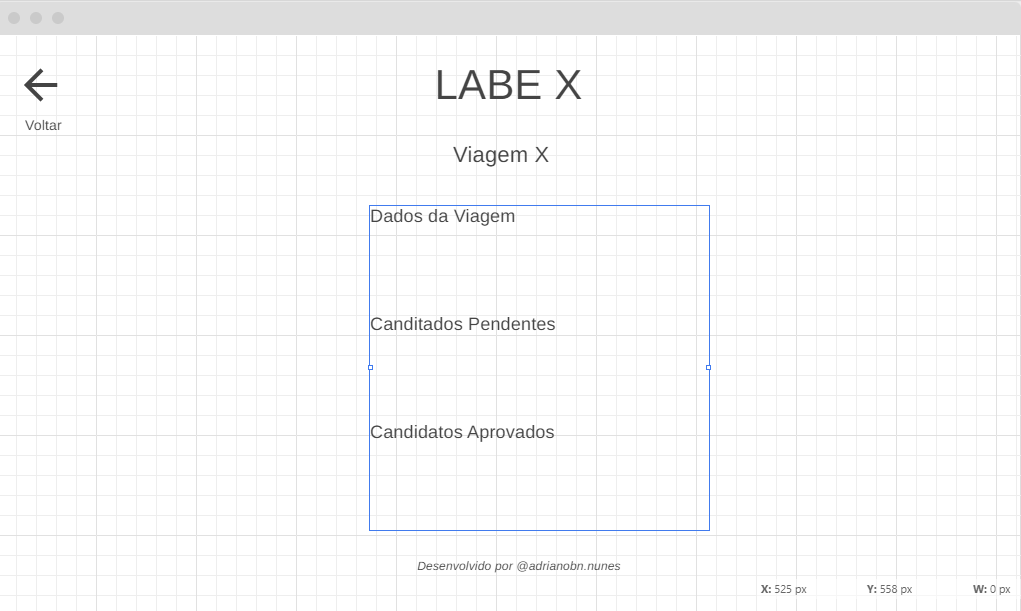 LABE X
Voltar
Viagem X
Dados da Viagem
Canditados Pendentes
Candidatos Aprovados
Desenvolvido por @adrianobn.nunes
X: 525 px Y: 558 px W: 0 px